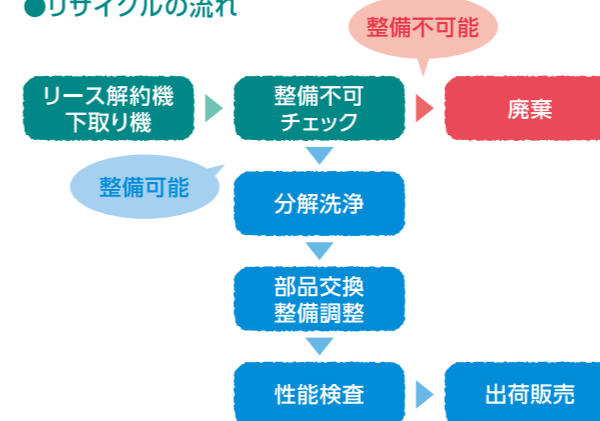 ●リサイクルの流れ
整備不可能
リース解約機
下取り機
整備不可
チェック
廃棄
整備可能
分解洗浄
部品交換
整備調整
性能検査
出荷販売